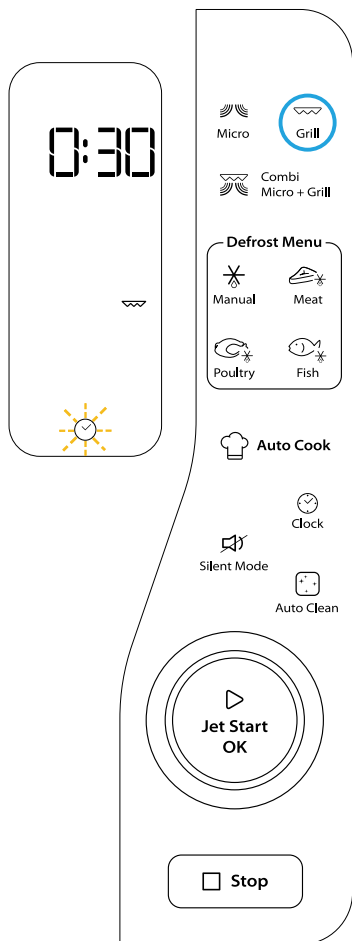 0:30
Micro
Grill
Combi
Micro + Grill
Defrost Menu
Manual
Meat
Poultry
Fish
Auto Cook
Clock
Silent Mode
Auto Clean
Jet Start
OK
Stop